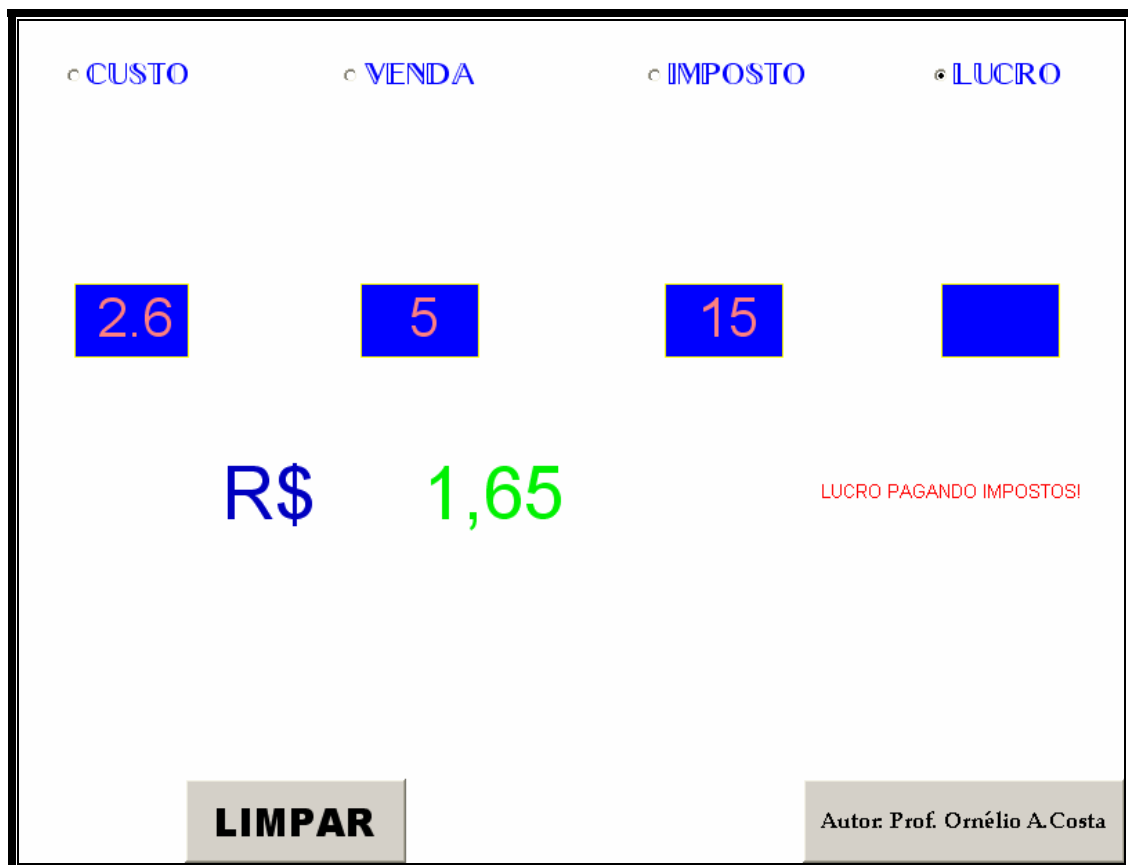 CUSTO VENDA IMPOSTO LUCRO
2.6 5 15
R$ 1,65 LUCRO PAGANDO IMPOSTOS!
LIMPAR Autor: Prof. Ornélio A.Costa